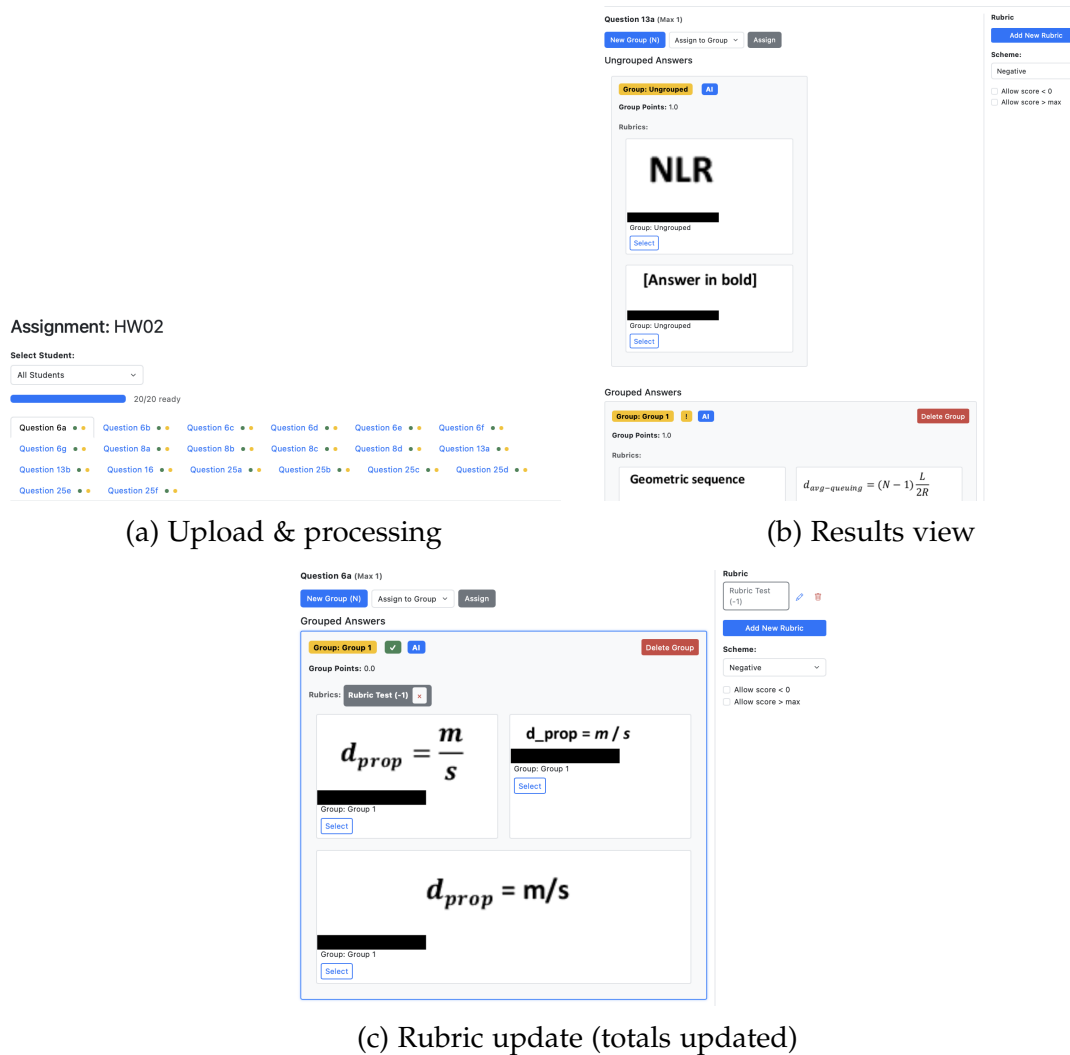 Assignment: HW02
Select Student:
All Students
20/20 ready
Question 6a Question 6b Question 6c Question 6d Question 6e Question 6f
Question 6g Question 8a Question 8b Question 8c Question 8d Question 13a
Question 13b Question 16 Question 25a Question 25b Question 25c Question 25d
Question 25e Question 25f
(a) Upload & processing
Question 13a (Max 1)
New Group (N) Assign to Group Assign
Ungrouped Answers
Group: Ungrouped AI
Group Points: 1.0
Rubrics:
NLR
Group: Ungrouped
Select
[Answer in bold]
Group: Ungrouped
Select
Grouped Answers
Group: Group 1 ! AI Delete Group
Group Points: 1.0
Rubrics:
Geometric sequence
d_{avg-queuing} = (N − 1) \frac{L}{2R}
Rubric
Add New Rubric
Scheme:
Negative
Allow score < 0
Allow score > max
(b) Results view
Question 6a (Max 1)
New Group (N) Assign to Group Assign
Grouped Answers
Group: Group 1 ✓ AI Delete Group
Group Points: 0.0
Rubrics: Rubric Test (-1) ×
d_{prop} = \frac{m}{s}
Group: Group 1
Select
d_prop = m / s
Group: Group 1
Select
d_{prop} = m/s
Group: Group 1
Select
Rubric
Rubric Test
(-1)
Add New Rubric
Scheme:
Negative
Allow score < 0
Allow score > max
(c) Rubric update (totals updated)